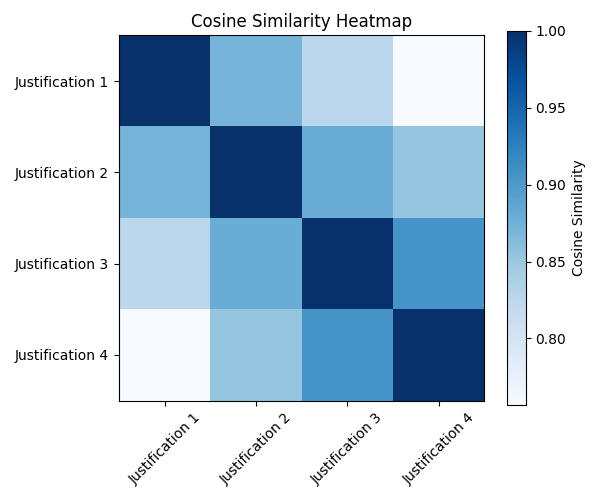 Cosine Similarity Heatmap
Justification 1
Justification 2
Justification 3
Justification 4
Justification 1
Justification 2
Justification 3
Justification 4
1.00
0.95
0.90
0.85
0.80
Cosine Similarity